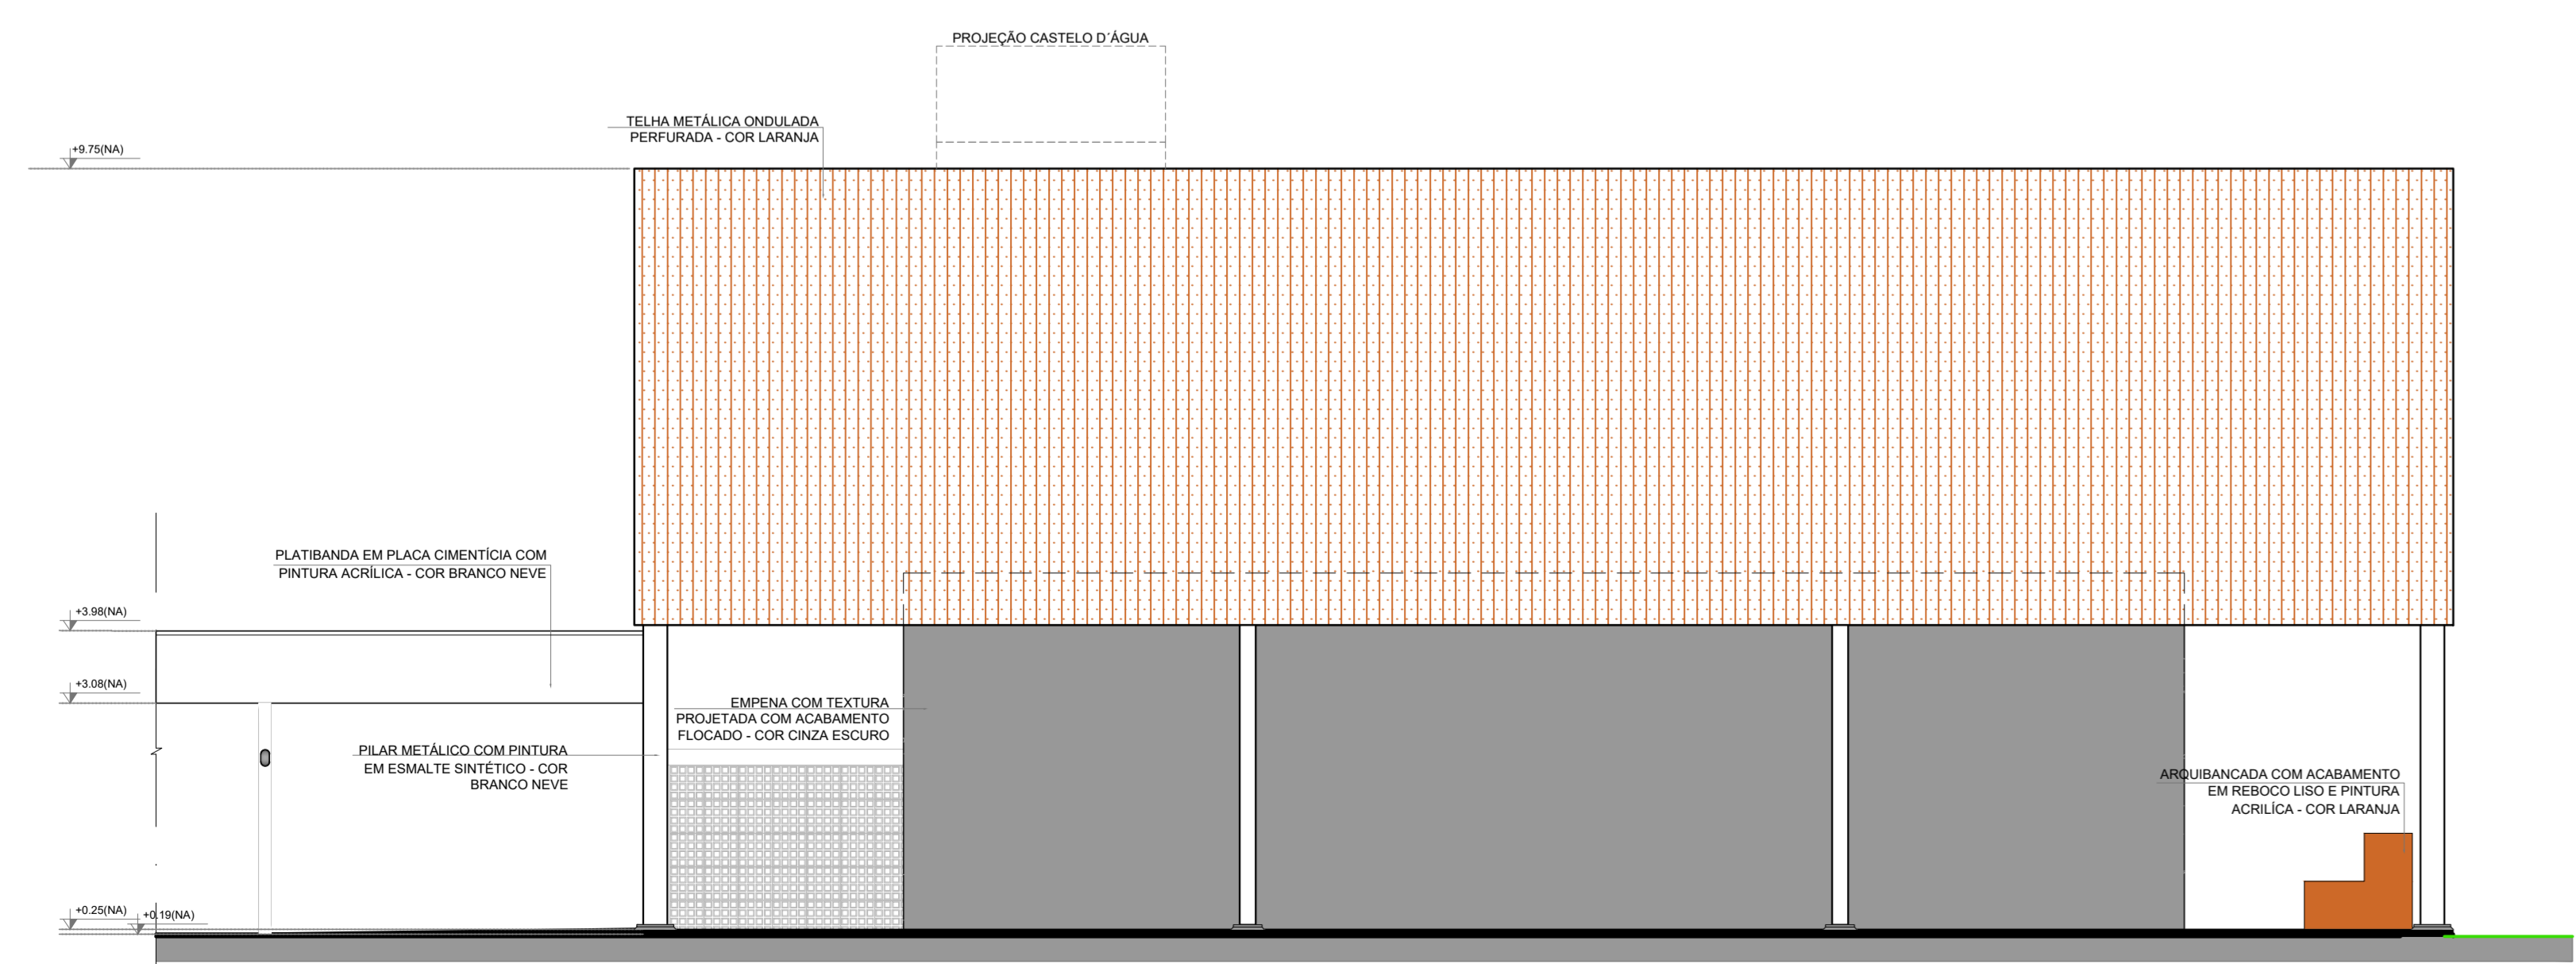 PROJEÇÃO CASTELO D´ÁGUA
TELHA METÁLICA ONDULADA
PERFURADA - COR LARANJA
+9.75(NA)
PLATIBANDA EM PLACA CIMENTÍCIA COM
PINTURA ACRÍLICA - COR BRANCO NEVE
+3.98(NA)
+3.08(NA)
EMPENA COM TEXTURA
PROJETADA COM ACABAMENTO
FLOCADO - COR CINZA ESCURO
PILAR METÁLICO COM PINTURA
EM ESMALTE SINTÉTICO - COR
BRANCO NEVE
ARQUIBANCADA COM ACABAMENTO
EM REBOCO LISO E PINTURA
ACRILÍCA - COR LARANJA
+0.25(NA)
+0.19(NA)